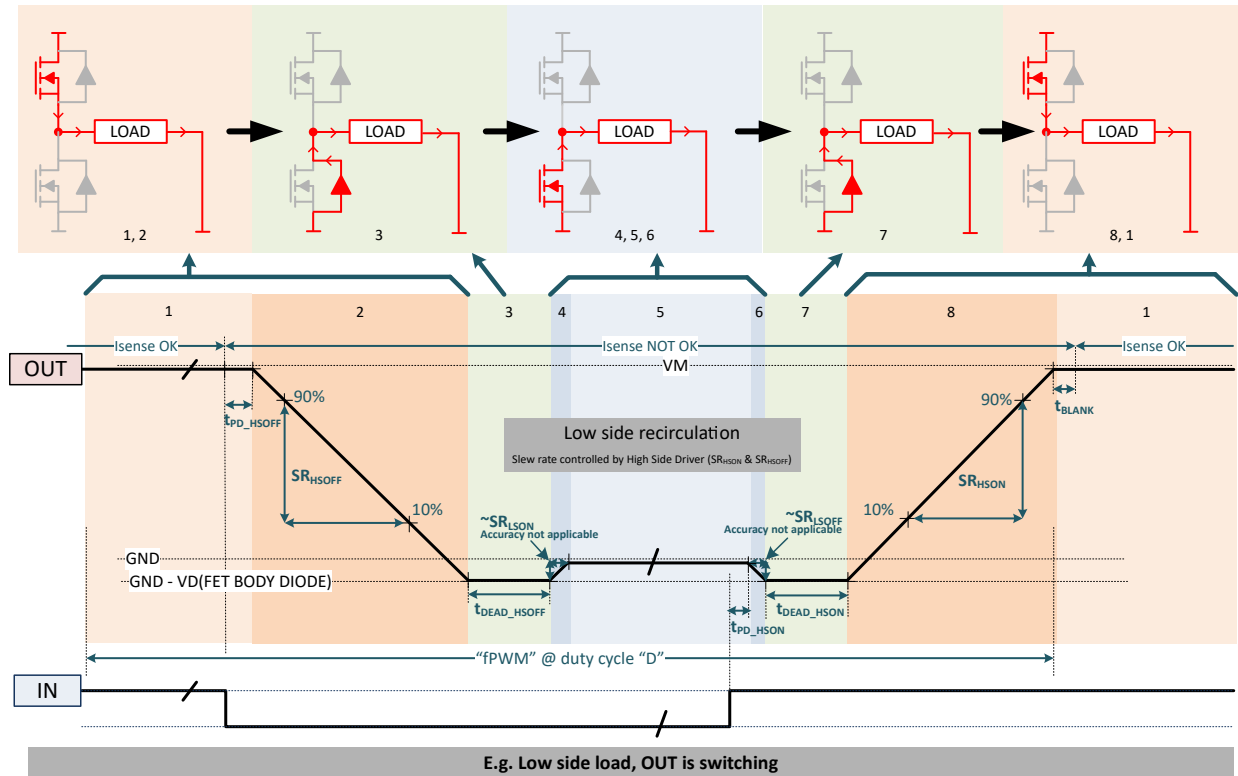 LOAD
LOAD
LOAD
LOAD
LOAD
1, 2
3
4, 5, 6
7
8, 1
1
2
3
4
5
6
7
8
1
Isense OK
Isense NOT OK
Isense OK
OUT
VM
90%
90%
tPD_HSOFF
tBLANK
Low side recirculation
Slew rate controlled by High Side Driver (SRHSON & SRHSOFF)
SRHSOFF
SRHSON
10%
10%
~SRLSON
Accuracy not applicable
~SRLSOFF
Accuracy not applicable
GND
GND - VD(FET BODY DIODE)
tDEAD_HSOFF
tDEAD_HSON
tPD_HSON
“fPWM” @ duty cycle “D”
IN
E.g. Low side load, OUT is switching